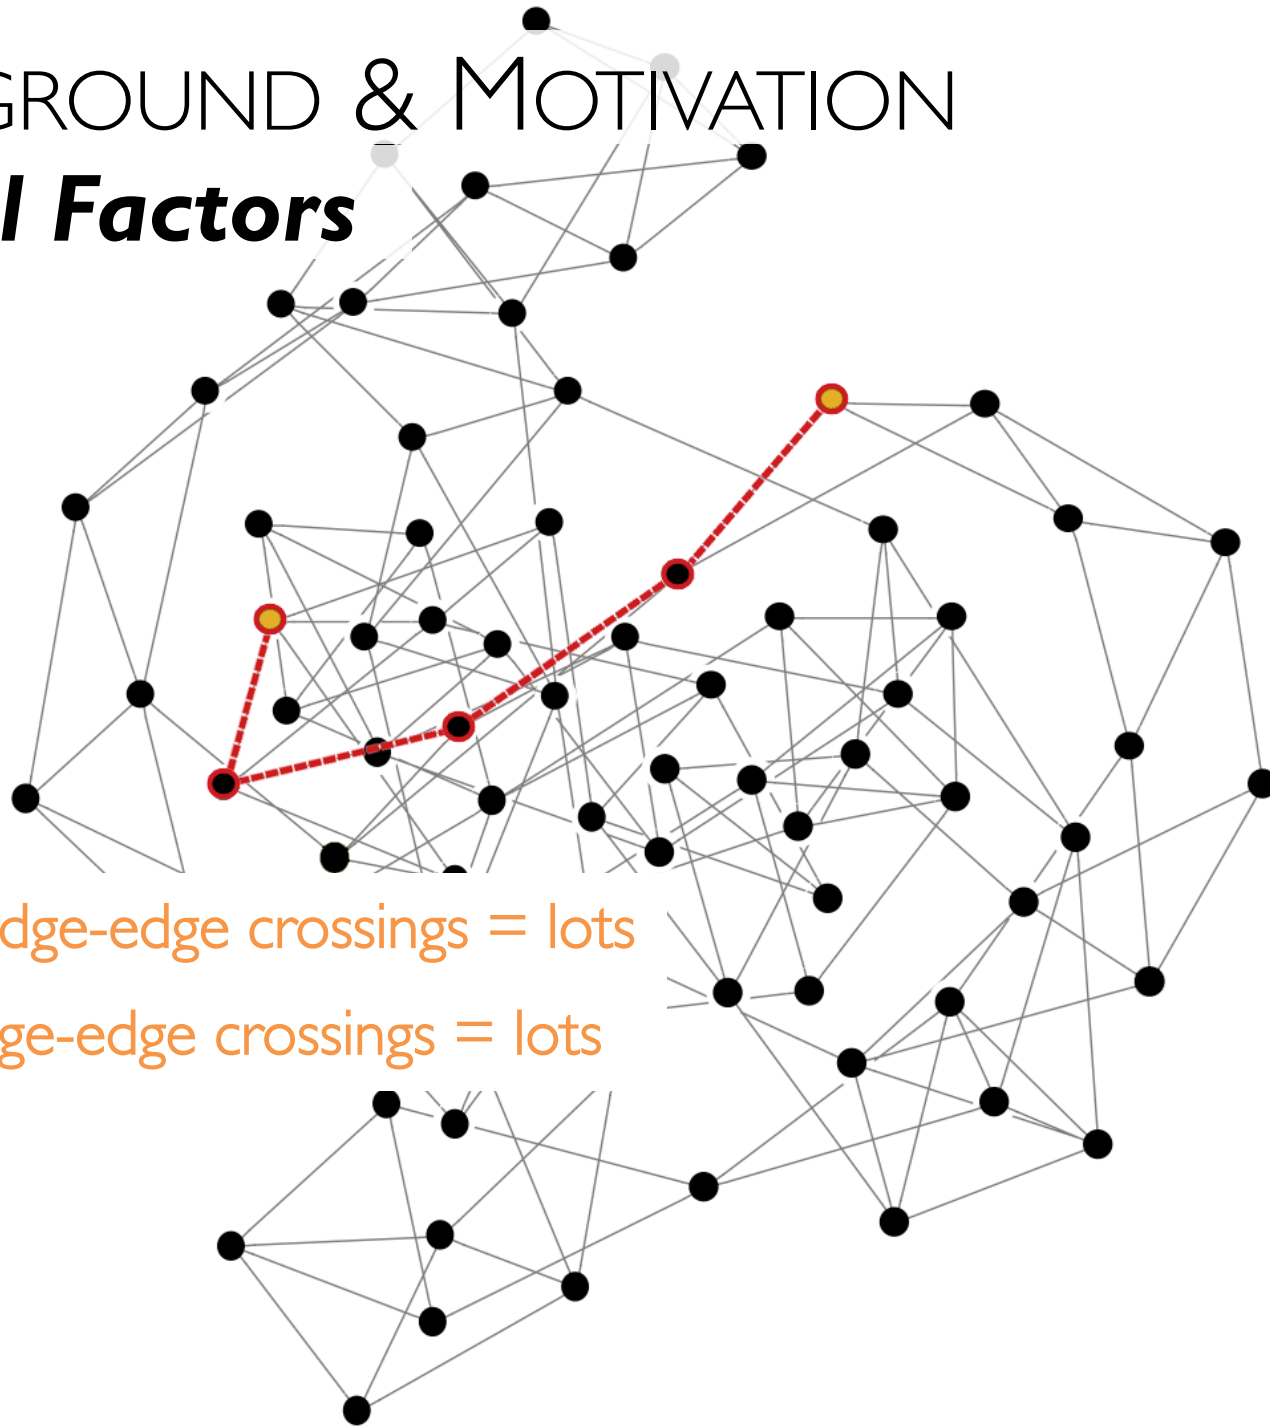 GROUND & MOTIVATION
l Factors
dge-edge crossings = lots
ge-edge crossings = lots